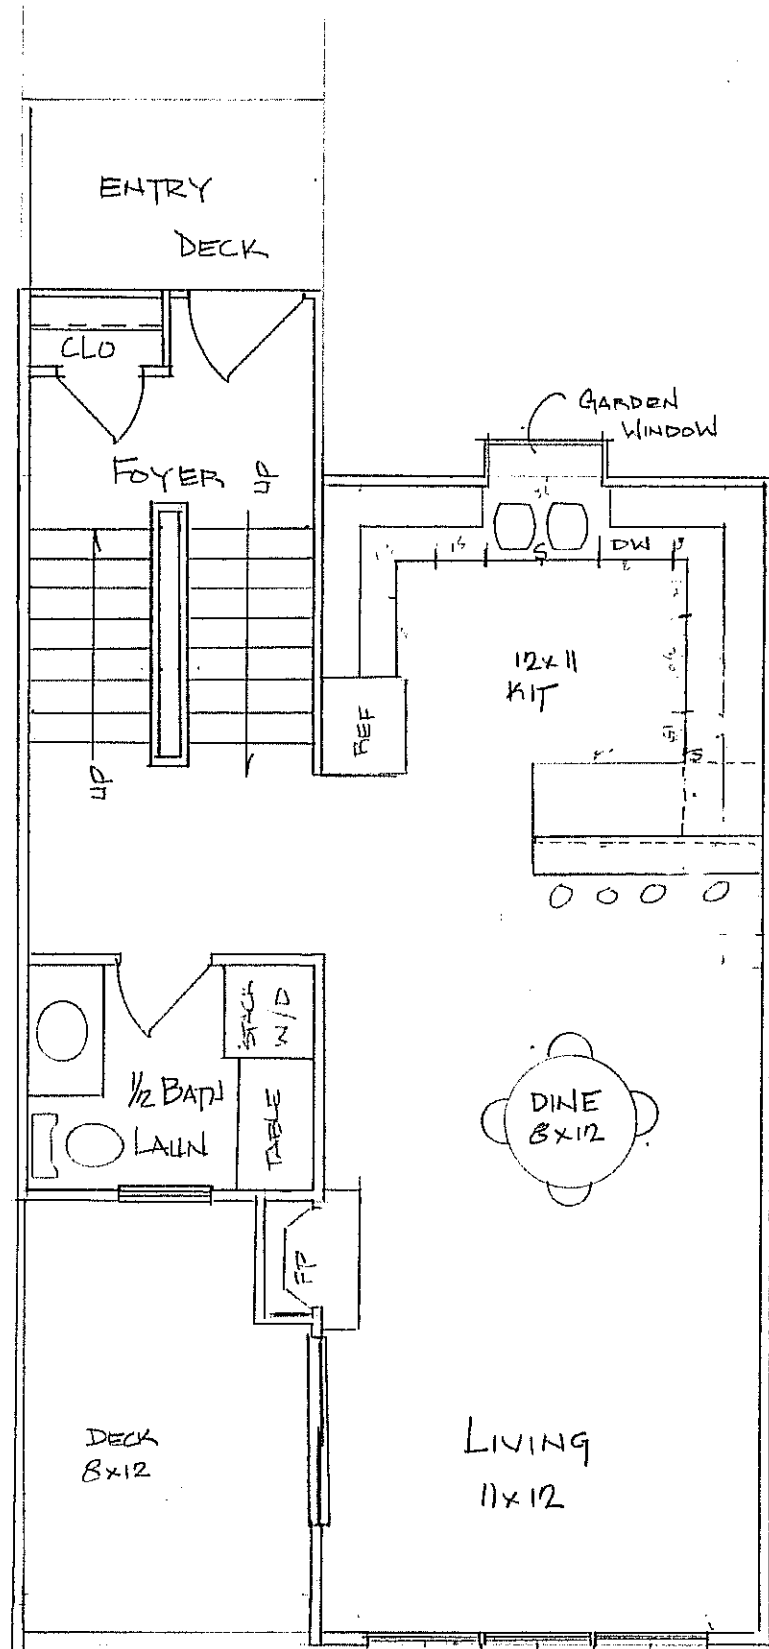 ENTRY
DECK
CLO
GARDEN
WINDOW
FOYER
UP
DW
12x11
KIT
REF
UP
STACK
W/D
1/2 BATH
LAUN
TABLE
DINE
8x12
FP
DECK
8x12
LIVING
11x12